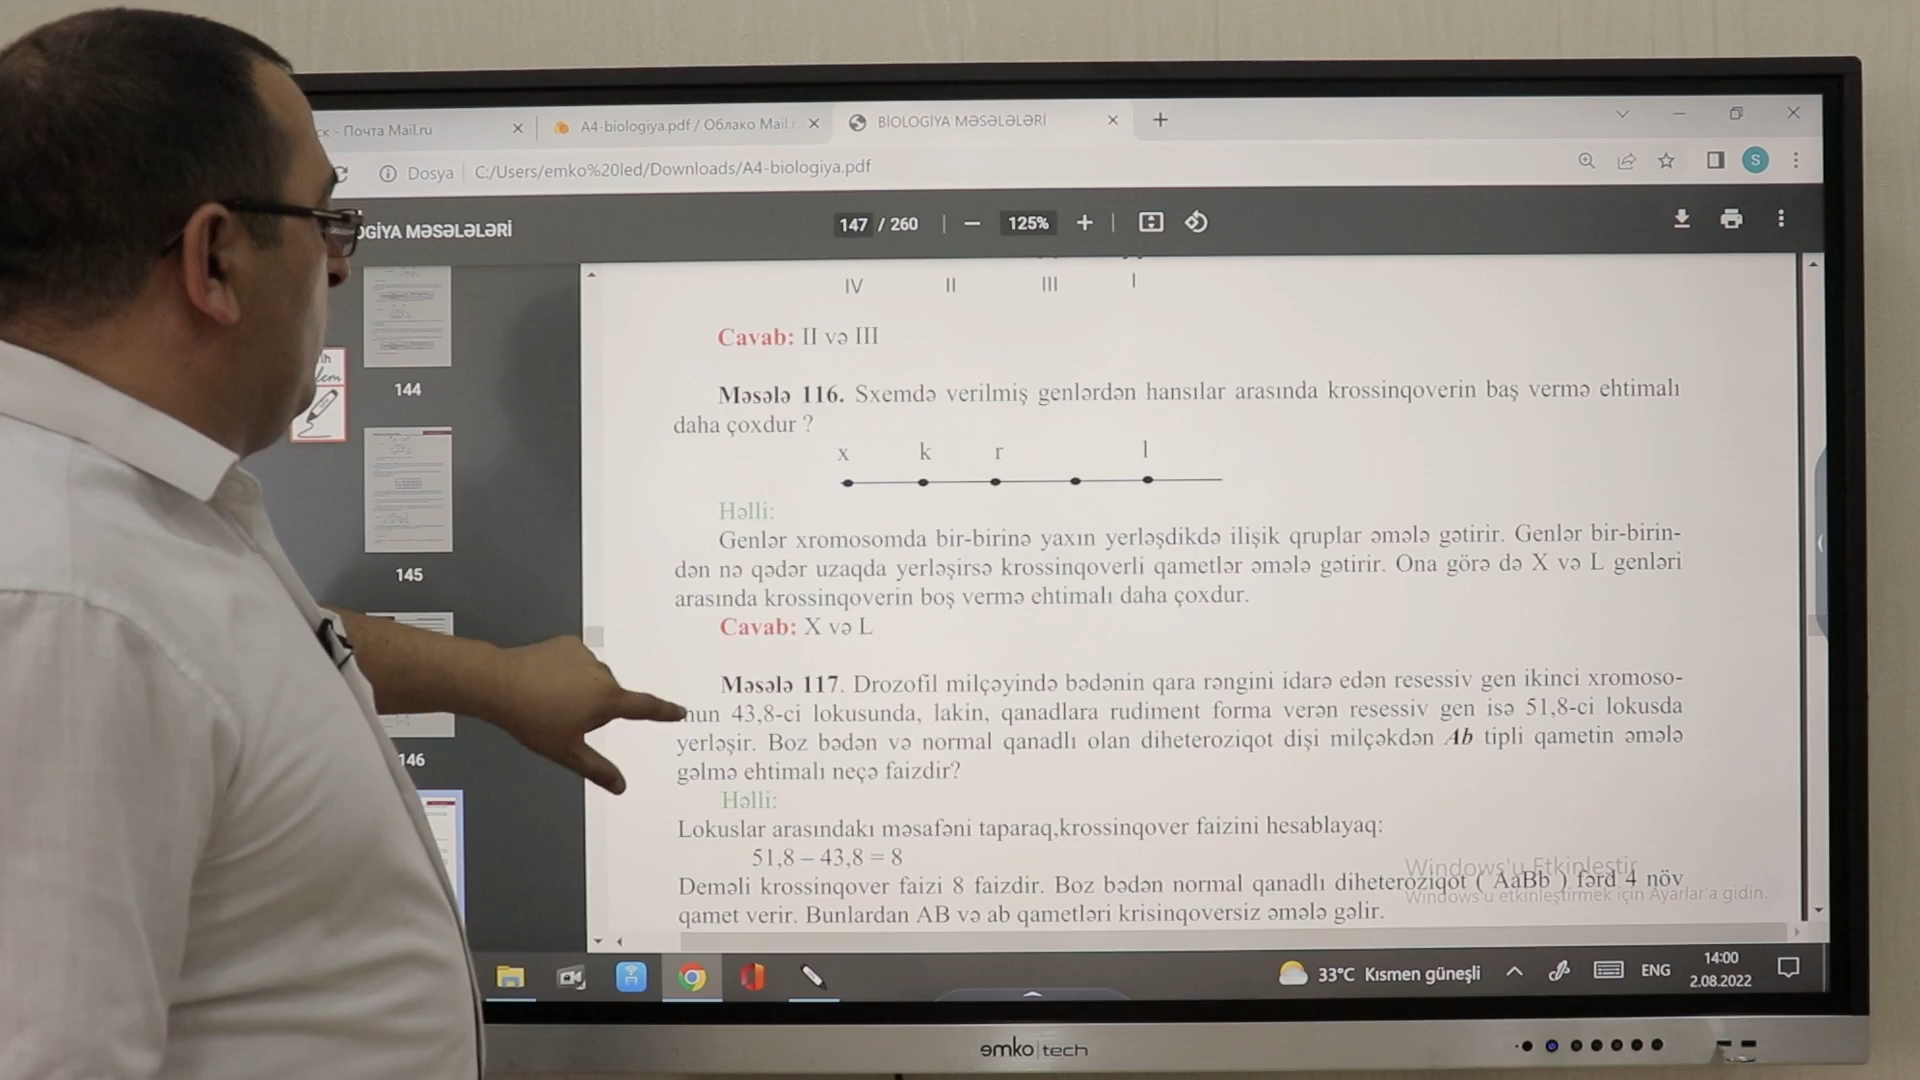 ск - Почта Mail.ru
A4-biologiya.pdf / Облако Mail.r
BİOLOGİYA MƏSƏLƏLƏRİ
Dosya
C:/Users/emko%20led/Downloads/A4-biologiya.pdf
S
OGİYA MƏSƏLƏLƏRİ
147 / 260
125%
IV II III I
Cavab: II və III
Məsələ 116. Sxemdə verilmiş genlərdən hansılar arasında krossinqoverin baş vermə ehtimalı
daha çoxdur ?
x k r l
Həlli:
Genlər xromosomda bir-birinə yaxın yerləşdikdə ilişik qruplar əmələ gətirir. Genlər bir-birin-
dən nə qədər uzaqda yerləşirsə krossinqoverli qametlər əmələ gətirir. Ona görə də X və L genləri
arasında krossinqoverin boş vermə ehtimalı daha çoxdur.
Cavab: X və L
Məsələ 117. Drozofil milçəyində bədənin qara rəngini idarə edən resessiv gen ikinci xromoso-
mun 43,8-ci lokusunda, lakin, qanadlara rudiment forma verən resessiv gen isə 51,8-ci lokusda
yerləşir. Boz bədən və normal qanadlı olan diheteroziqot dişi milçəkdən Ab tipli qametin əmələ
gəlmə ehtimalı neçə faizdir?
Həlli:
Lokuslar arasındakı məsafəni taparaq,krossinqover faizini hesablayaq:
51,8 – 43,8 = 8
Deməli krossinqover faizi 8 faizdir. Boz bədən normal qanadlı diheteroziqot ( AaBb ) fərd 4 növ
qamet verir. Bunlardan AB və ab qametləri krisinqoversiz əmələ gəlir.
Windows'u Etkinleştir
Windows'u etkinleştirmek için Ayarlar'a gidin.
144
145
146
33°C Kısmen güneşli
ENG
14:00
2.08.2022
emko tech